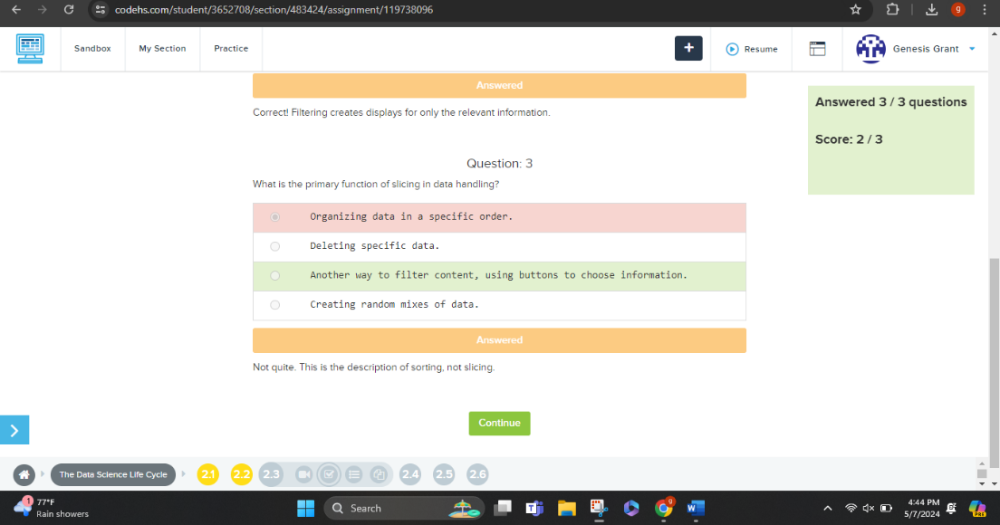 codehs.com/student/3652708/section/483424/assignment/119738096
g
Sandbox
My Section
Practice
+
Resume
Genesis Grant
Answered
Correct! Filtering creates displays for only the relevant information.
Answered 3 / 3 questions
Score: 2 / 3
Question: 3
What is the primary function of slicing in data handling?
Organizing data in a specific order.
Deleting specific data.
Another way to filter content, using buttons to choose information.
Creating random mixes of data.
Answered
Not quite. This is the description of sorting, not slicing.
Continue
The Data Science Life Cycle
2.1
2.2
2.3
2.4
2.5
2.6
1
77°F
Rain showers
Search
9
4:44 PM
5/7/2024
PRE